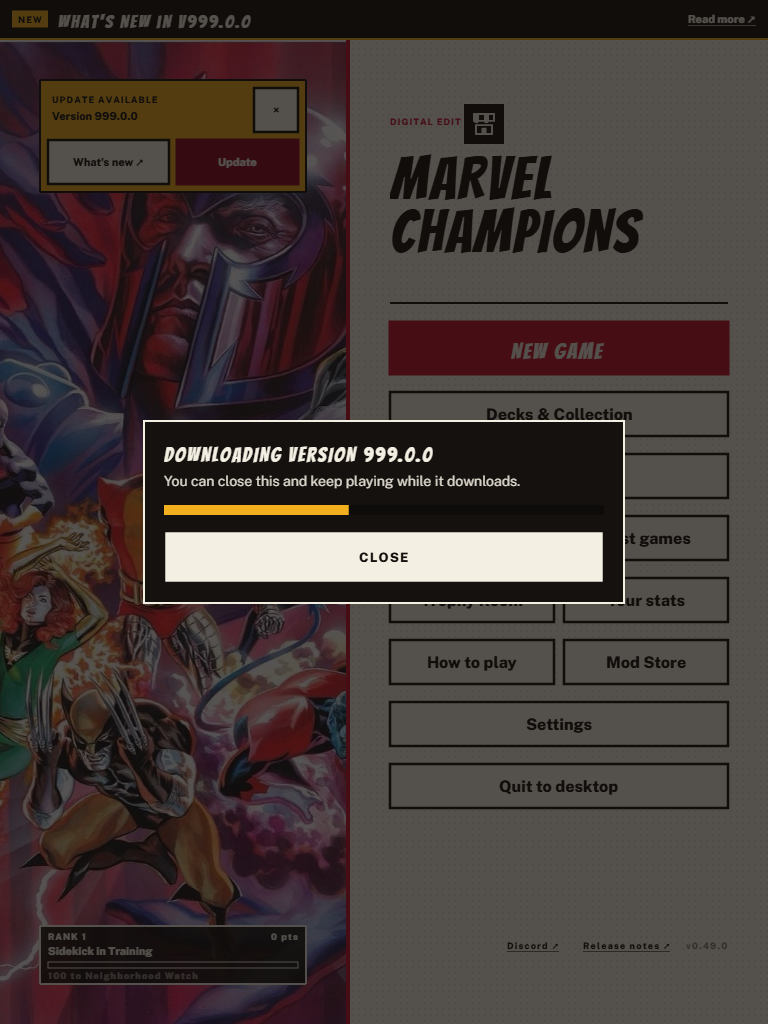 NEW WHAT'S NEW IN V999.0.0 Read more ↗
UPDATE AVAILABLE
Version 999.0.0
×
What's new ↗
Update
DIGITAL EDIT
MARVEL
CHAMPIONS
NEW GAME
Decks & Collection
DOWNLOADING VERSION 999.0.0
You can close this and keep playing while it downloads.
CLOSE
games
stats
How to play
Mod Store
Settings
Quit to desktop
RANK 1 0 pts
Sidekick in Training
100 to Neighborhood Watch
Discord ↗ Release notes ↗ v0.49.0